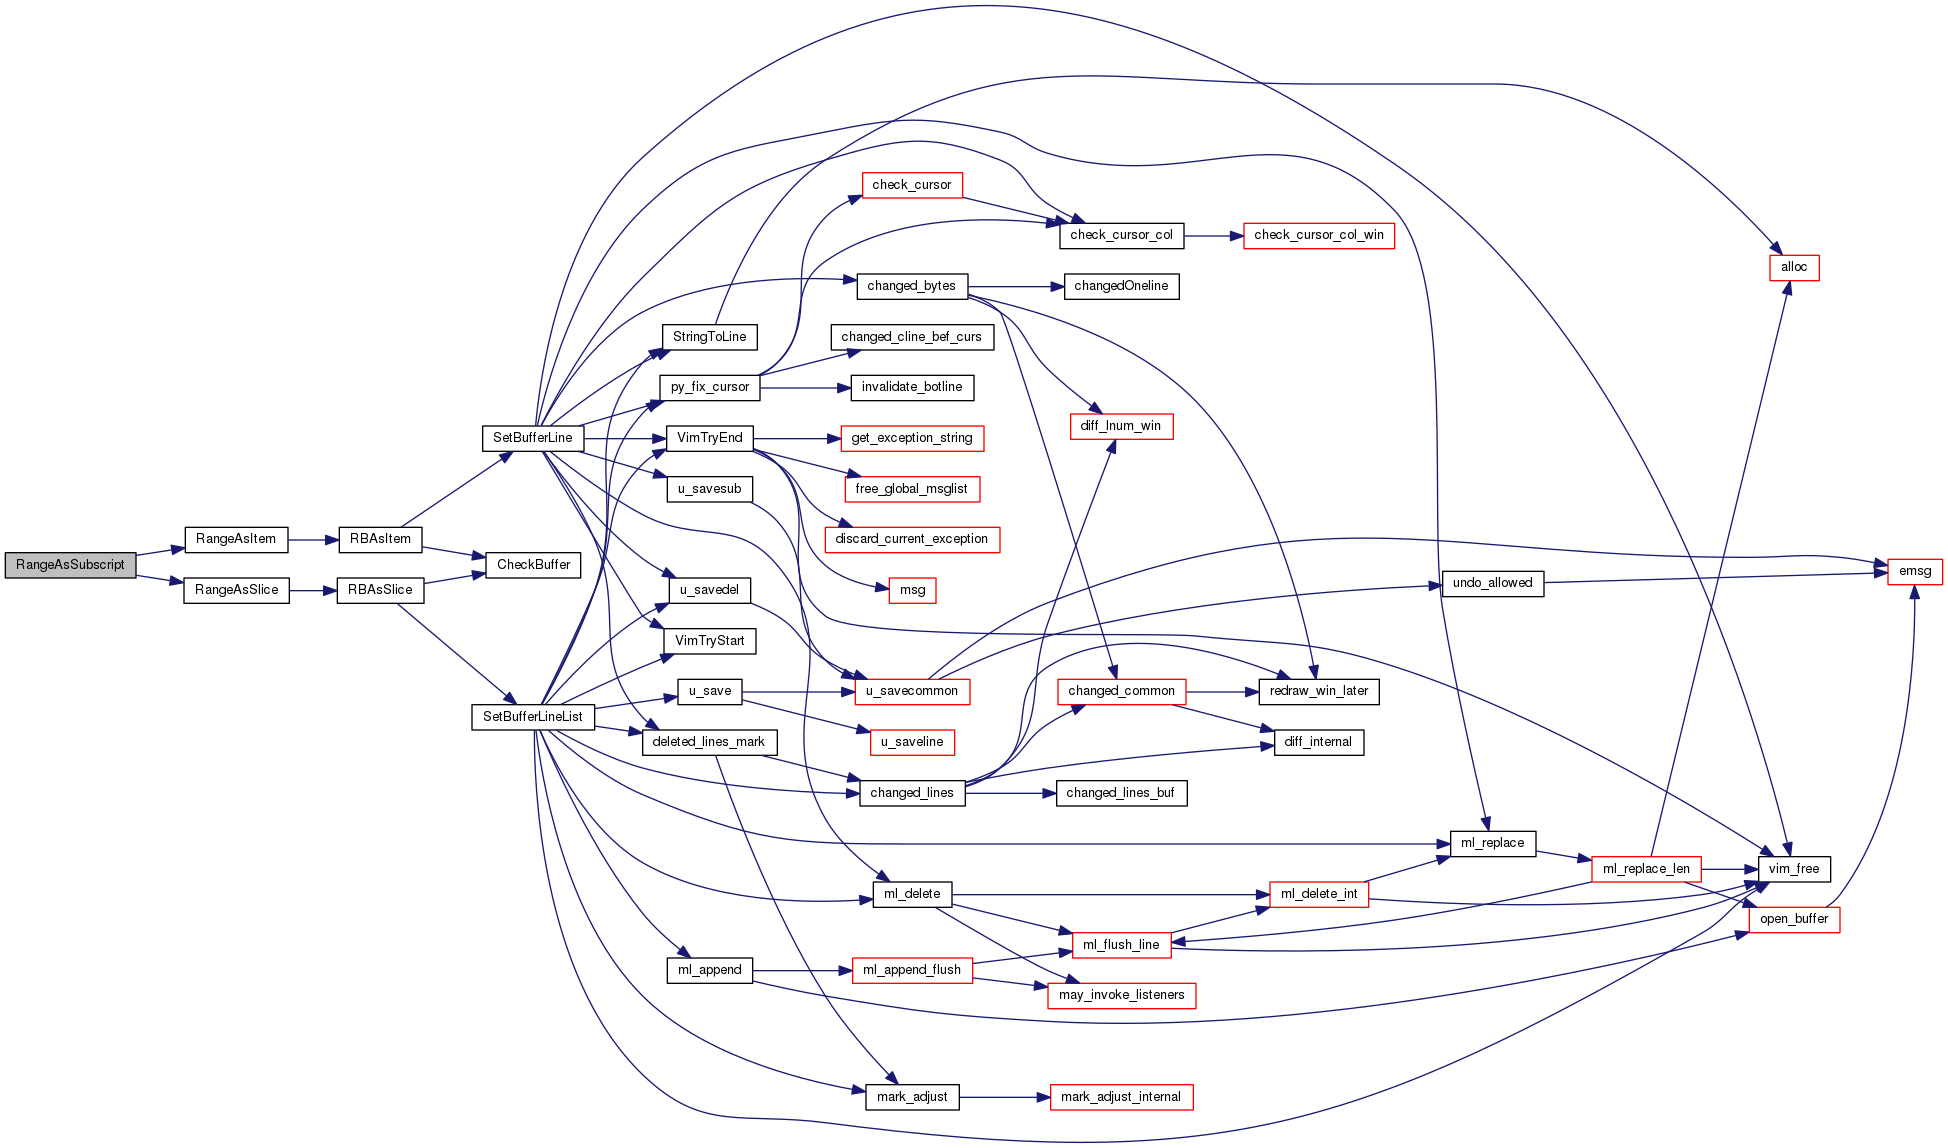 RangeAsSubscript
RangeAsItem
RangeAsSlice
RBAsItem
RBAsSlice
SetBufferLine
CheckBuffer
SetBufferLineList
StringToLine
py_fix_cursor
VimTryEnd
u_savesub
u_savedel
VimTryStart
u_save
deleted_lines_mark
ml_append
check_cursor
changed_bytes
changed_cline_bef_curs
invalidate_botline
get_exception_string
free_global_msglist
discard_current_exception
msg
u_savecommon
u_saveline
changed_lines
ml_delete
ml_append_flush
mark_adjust
check_cursor_col
changedOneline
diff_lnum_win
changed_common
changed_lines_buf
ml_flush_line
may_invoke_listeners
mark_adjust_internal
check_cursor_col_win
redraw_win_later
diff_internal
ml_delete_int
undo_allowed
ml_replace
ml_replace_len
alloc
vim_free
open_buffer
emsg